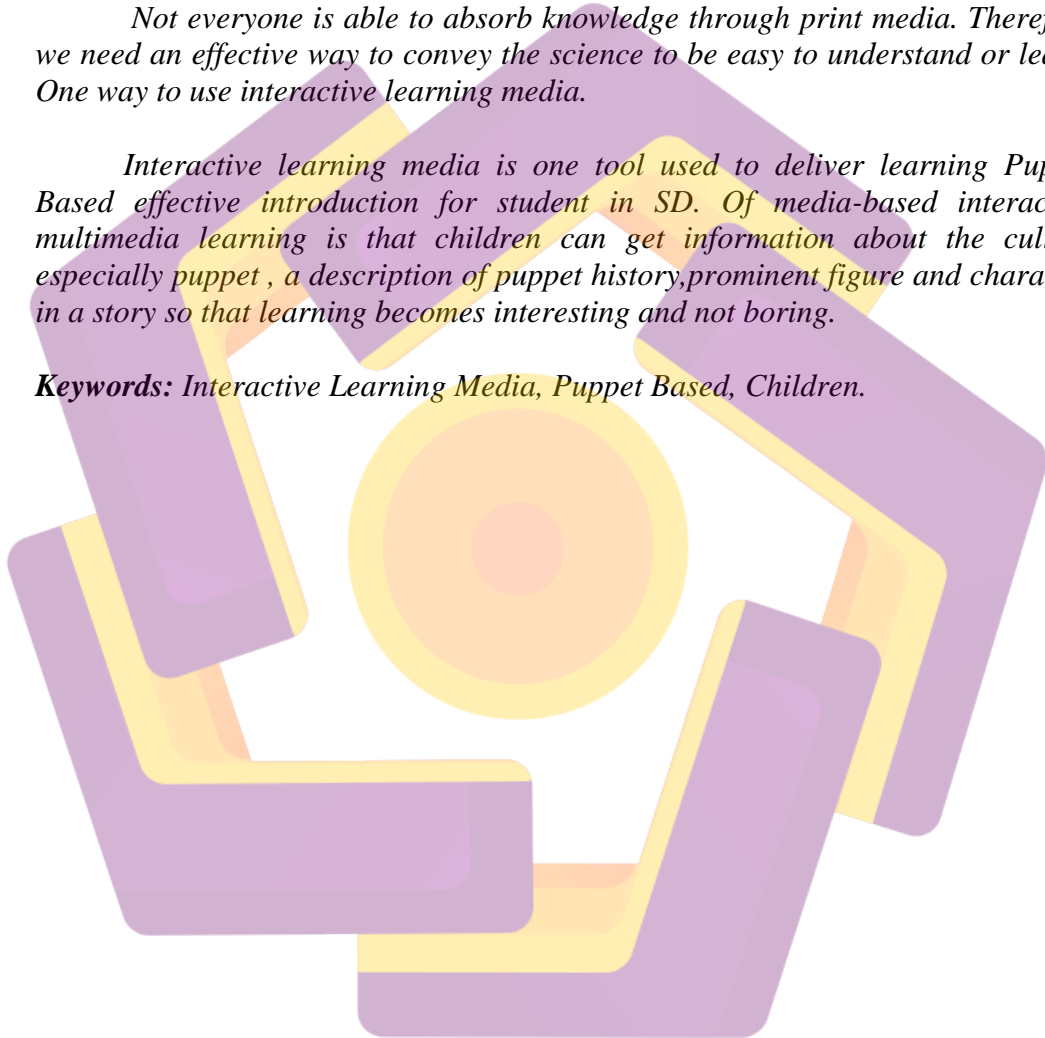 Not everyone is able to absorb knowledge through print media. Theref
we need an effective way to convey the science to be easy to understand or lea
One way to use interactive learning media.
Interactive learning media is one tool used to deliver learning Pup
Based effective introduction for student in SD. Of media-based interac
multimedia learning is that children can get information about the cul
especially puppet , a description of puppet history,prominent figure and chara
in a story so that learning becomes interesting and not boring.
Keywords: Interactive Learning Media, Puppet Based, Children.